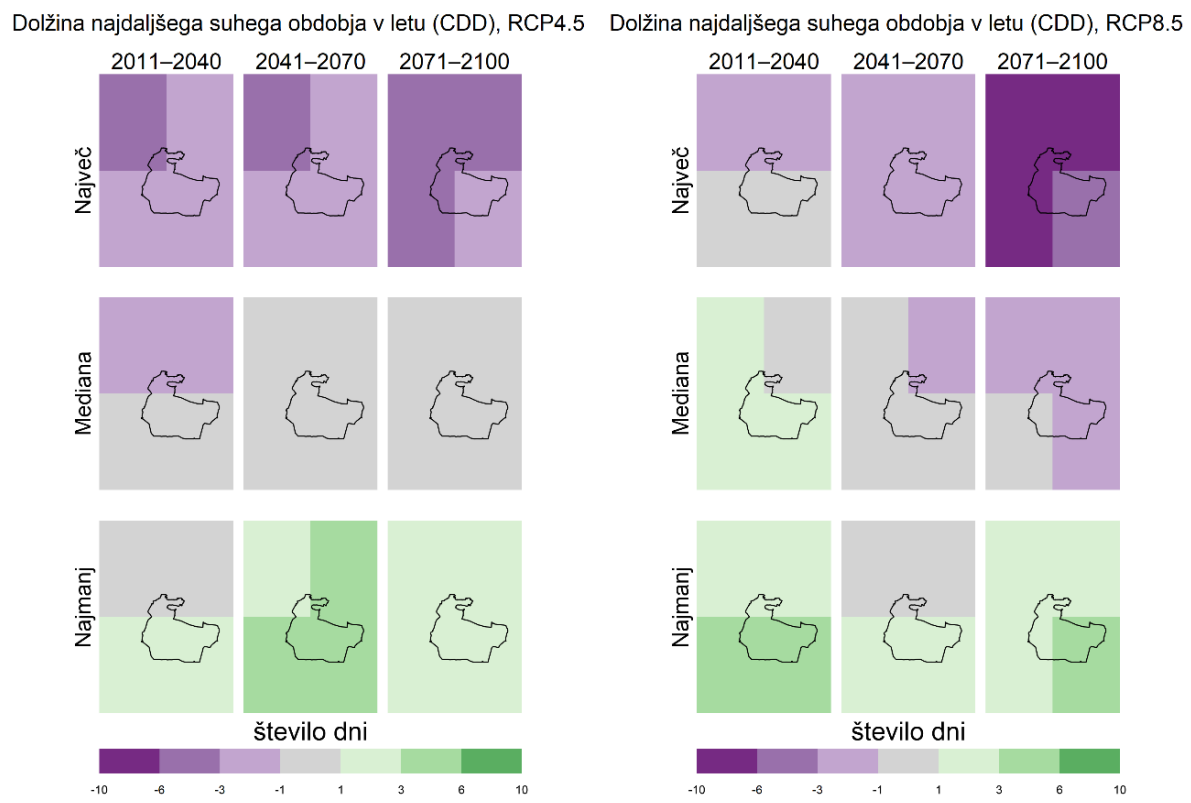 Dolžina najdaljšega suhega obdobja v letu (CDD), RCP4.5
2011–2040 2041–2070 2071–2100
Največ
Mediana
Najmanj
število dni
-10 -6 -3 -1 1 3 6 10
Dolžina najdaljšega suhega obdobja v letu (CDD), RCP8.5
2011–2040 2041–2070 2071–2100
Največ
Mediana
Najmanj
število dni
-10 -6 -3 -1 1 3 6 10